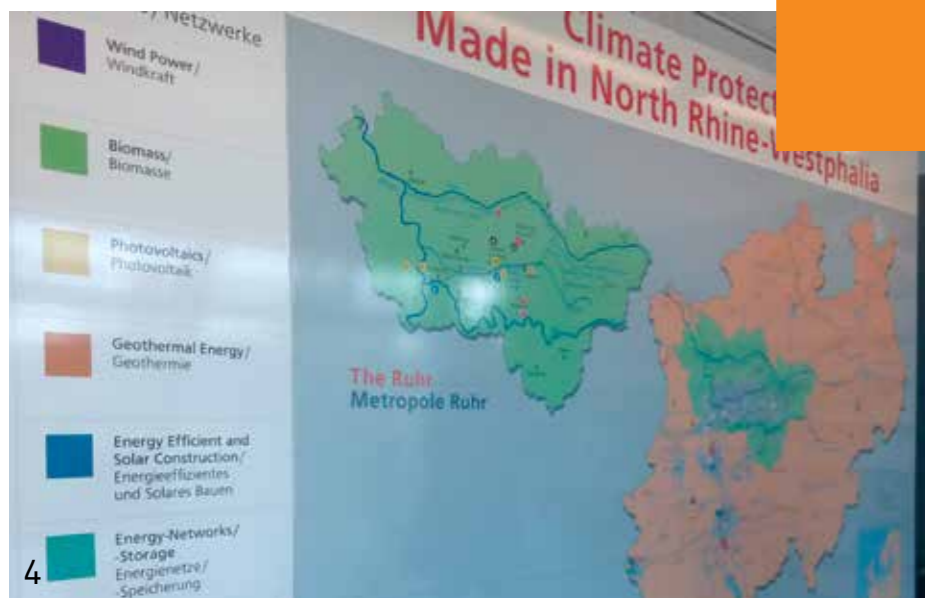 / Netzwerke
Wind Power/
Windkraft
Biomass/
Biomasse
Photovoltaics/
Photovoltaik
Geothermal Energy/
Geothermie
Energy Efficient and
Solar Construction/
Energieeffizientes
und Solares Bauen
Energy-Networks/
-Storage
Energienetze/
-Speicherung
4
Climate Protect
Made in North Rhine-Westphalia
The Ruhr
Metropole Ruhr